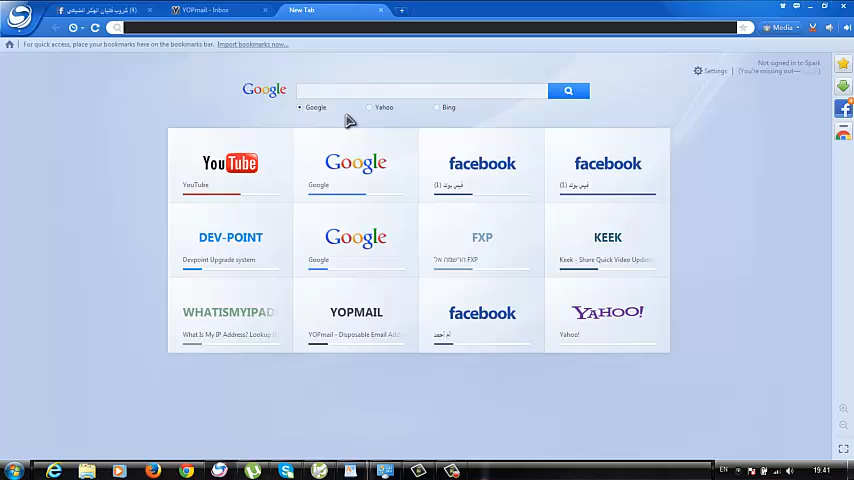 (4) كروب فتيان الهكر الشيعي
YOPmail - Inbox
New Tab
Media
For quick access, place your bookmarks here on the bookmarks bar. Import bookmarks now...
Not signed in to Spark
Settings
(You're missing out—
Google
Google
Yahoo
Bing
YouTube
Google
facebook
facebook
YouTube
Google
(1) فيس بوك
(1) فيس بوك
DEV-POINT
Google
FXP
KEEK
Devpoint Upgrade system
Google
הרישמה אל FXP
Keek - Share Quick Video Updat
WHATISMYIPAD
YOPMAIL
facebook
YAHOO!
What Is My IP Address? Lookup I
YOPmail - Disposable Email Add
ام احمد
Yahoo!
EN
19:41